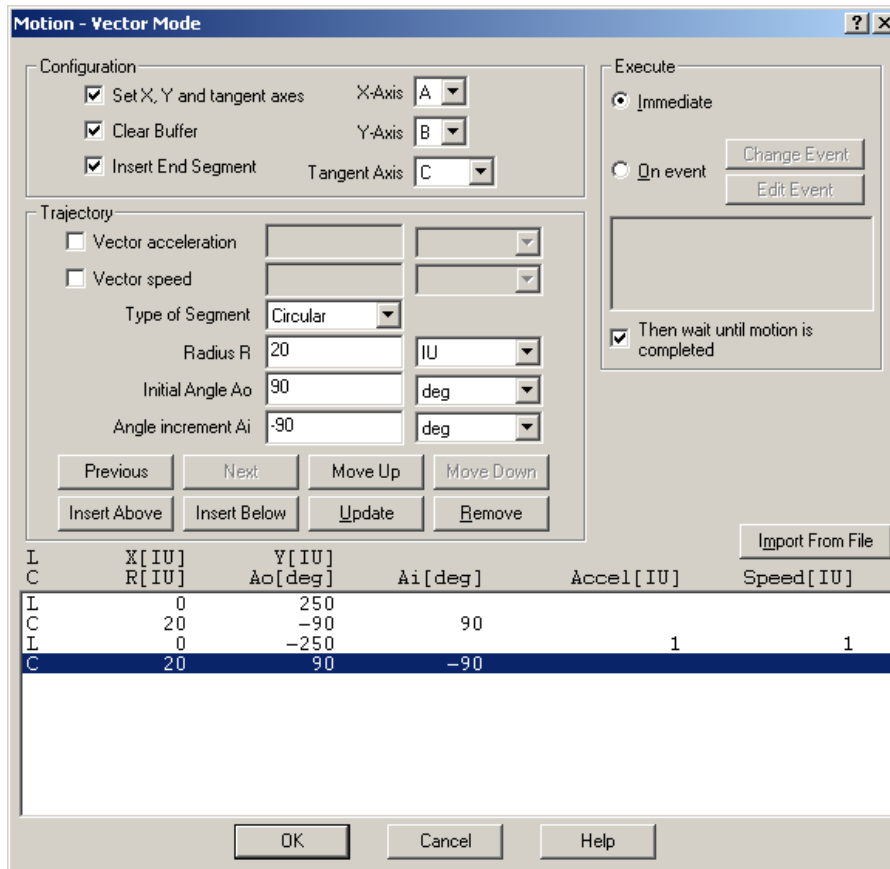 Motion - Vector Mode
Configuration
Set X, Y and tangent axes
X-Axis A
Clear Buffer
Y-Axis B
Insert End Segment
Tangent Axis C
Execute
Immediate
On event
Change Event
Edit Event
Then wait until motion is
completed
Trajectory
Vector acceleration
Vector speed
Type of Segment Circular
Radius R 20 IU
Initial Angle Ao 90 deg
Angle increment Ai -90 deg
Previous Next Move Up Move Down
Insert Above Insert Below Update Remove
Import From File
L X[IU] Y[IU]
C R[IU] Ao[deg] Ai[deg] Accel[IU] Speed[IU]
L 0 250
C 20 -90 90
L 0 -250 1 1
C 20 90 -90
OK Cancel Help